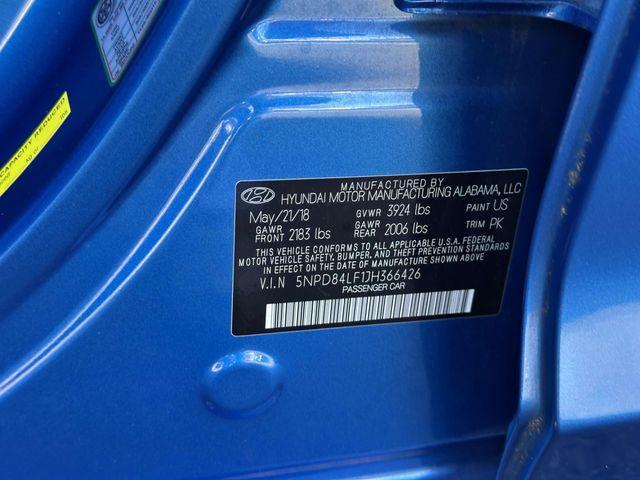 CAPACITY REDUCED
MANUFACTURED BY
HYUNDAI MOTOR MANUFACTURING ALABAMA, LLC
May/21/18 GVWR 3924 lbs PAINT US
GAWR FRONT 2183 lbs GAWR REAR 2006 lbs TRIM PK
THIS VEHICLE CONFORMS TO ALL APPLICABLE U.S.A. FEDERAL
MOTOR VEHICLE SAFETY, BUMPER, AND THEFT PREVENTION STANDARDS
IN EFFECT ON THE DATE OF MANUFACTURE SHOWN ABOVE
V.I.N 5NPD84LF1JH366426
PASSENGER CAR